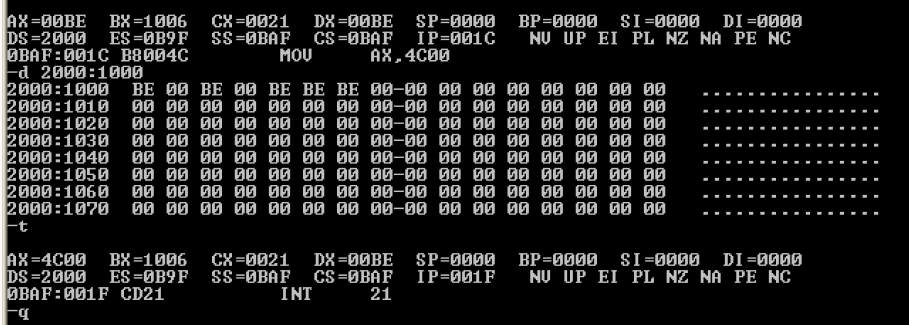 AX=00BE  BX=1006  CX=0021  DX=00BE  SP=0000  BP=0000  SI=0000  DI=0000
DS=2000  ES=0B9F  SS=0BAF  CS=0BAF  IP=001C   NV UP EI PL NZ NA PE NC
0BAF:001C B8004C        MOV     AX,4C00
-d 2000:1000
2000:1000  BE 00 BE 00 BE BE BE 00-00 00 00 00 00 00 00 00   ................
2000:1010  00 00 00 00 00 00 00 00-00 00 00 00 00 00 00 00   ................
2000:1020  00 00 00 00 00 00 00 00-00 00 00 00 00 00 00 00   ................
2000:1030  00 00 00 00 00 00 00 00-00 00 00 00 00 00 00 00   ................
2000:1040  00 00 00 00 00 00 00 00-00 00 00 00 00 00 00 00   ................
2000:1050  00 00 00 00 00 00 00 00-00 00 00 00 00 00 00 00   ................
2000:1060  00 00 00 00 00 00 00 00-00 00 00 00 00 00 00 00   ................
2000:1070  00 00 00 00 00 00 00 00-00 00 00 00 00 00 00 00   ................
-t
AX=4C00  BX=1006  CX=0021  DX=00BE  SP=0000  BP=0000  SI=0000  DI=0000
DS=2000  ES=0B9F  SS=0BAF  CS=0BAF  IP=001F   NV UP EI PL NZ NA PE NC
0BAF:001F CD21          INT     21
-q